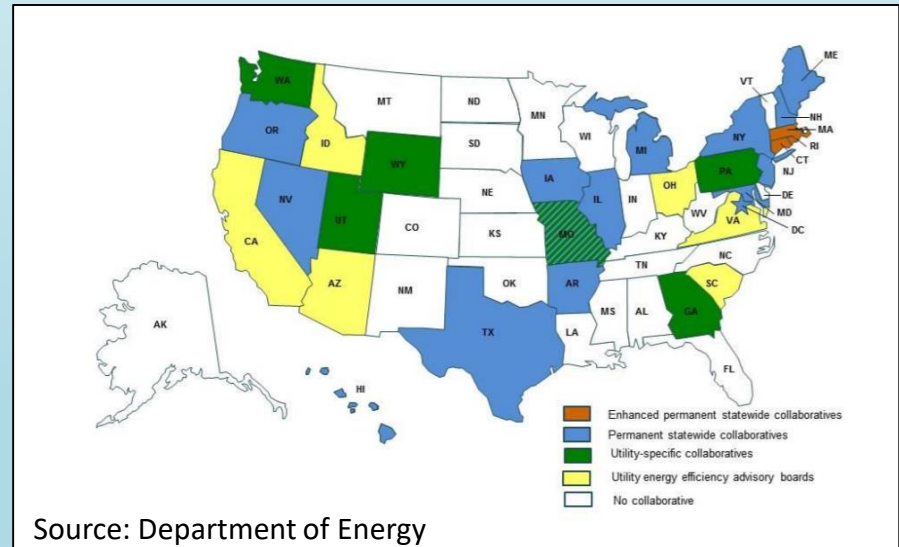 ME
VT
WA
MT
ND
MN
NH
OR
ID
SD
WI
MA
NY
RI
MI
CT
WY
PA
NJ
IA
NE
OH
DE
NV
IL
IN
MD
UT
WV
VA
CO
DC
CA
KS
MO
KY
NC
TN
AZ
OK
SC
NM
AR
MS
AL
GA
AK
TX
LA
FL
HI
Enhanced permanent statewide collaboratives
Permanent statewide collaboratives
Utility-specific collaboratives
Utility energy efficiency advisory boards
No collaborative
Source: Department of Energy